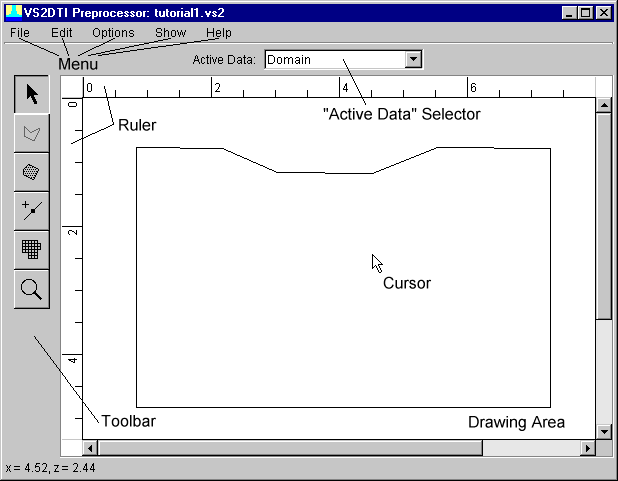 VS2DTI Preprocessor: tutorial1.vs2
File Edit Options Show Help
Menu
Active Data: Domain
0 2 4 6
"Active Data" Selector
Ruler
0
2
4
Cursor
Toolbar
Drawing Area
x = 4.52, z = 2.44